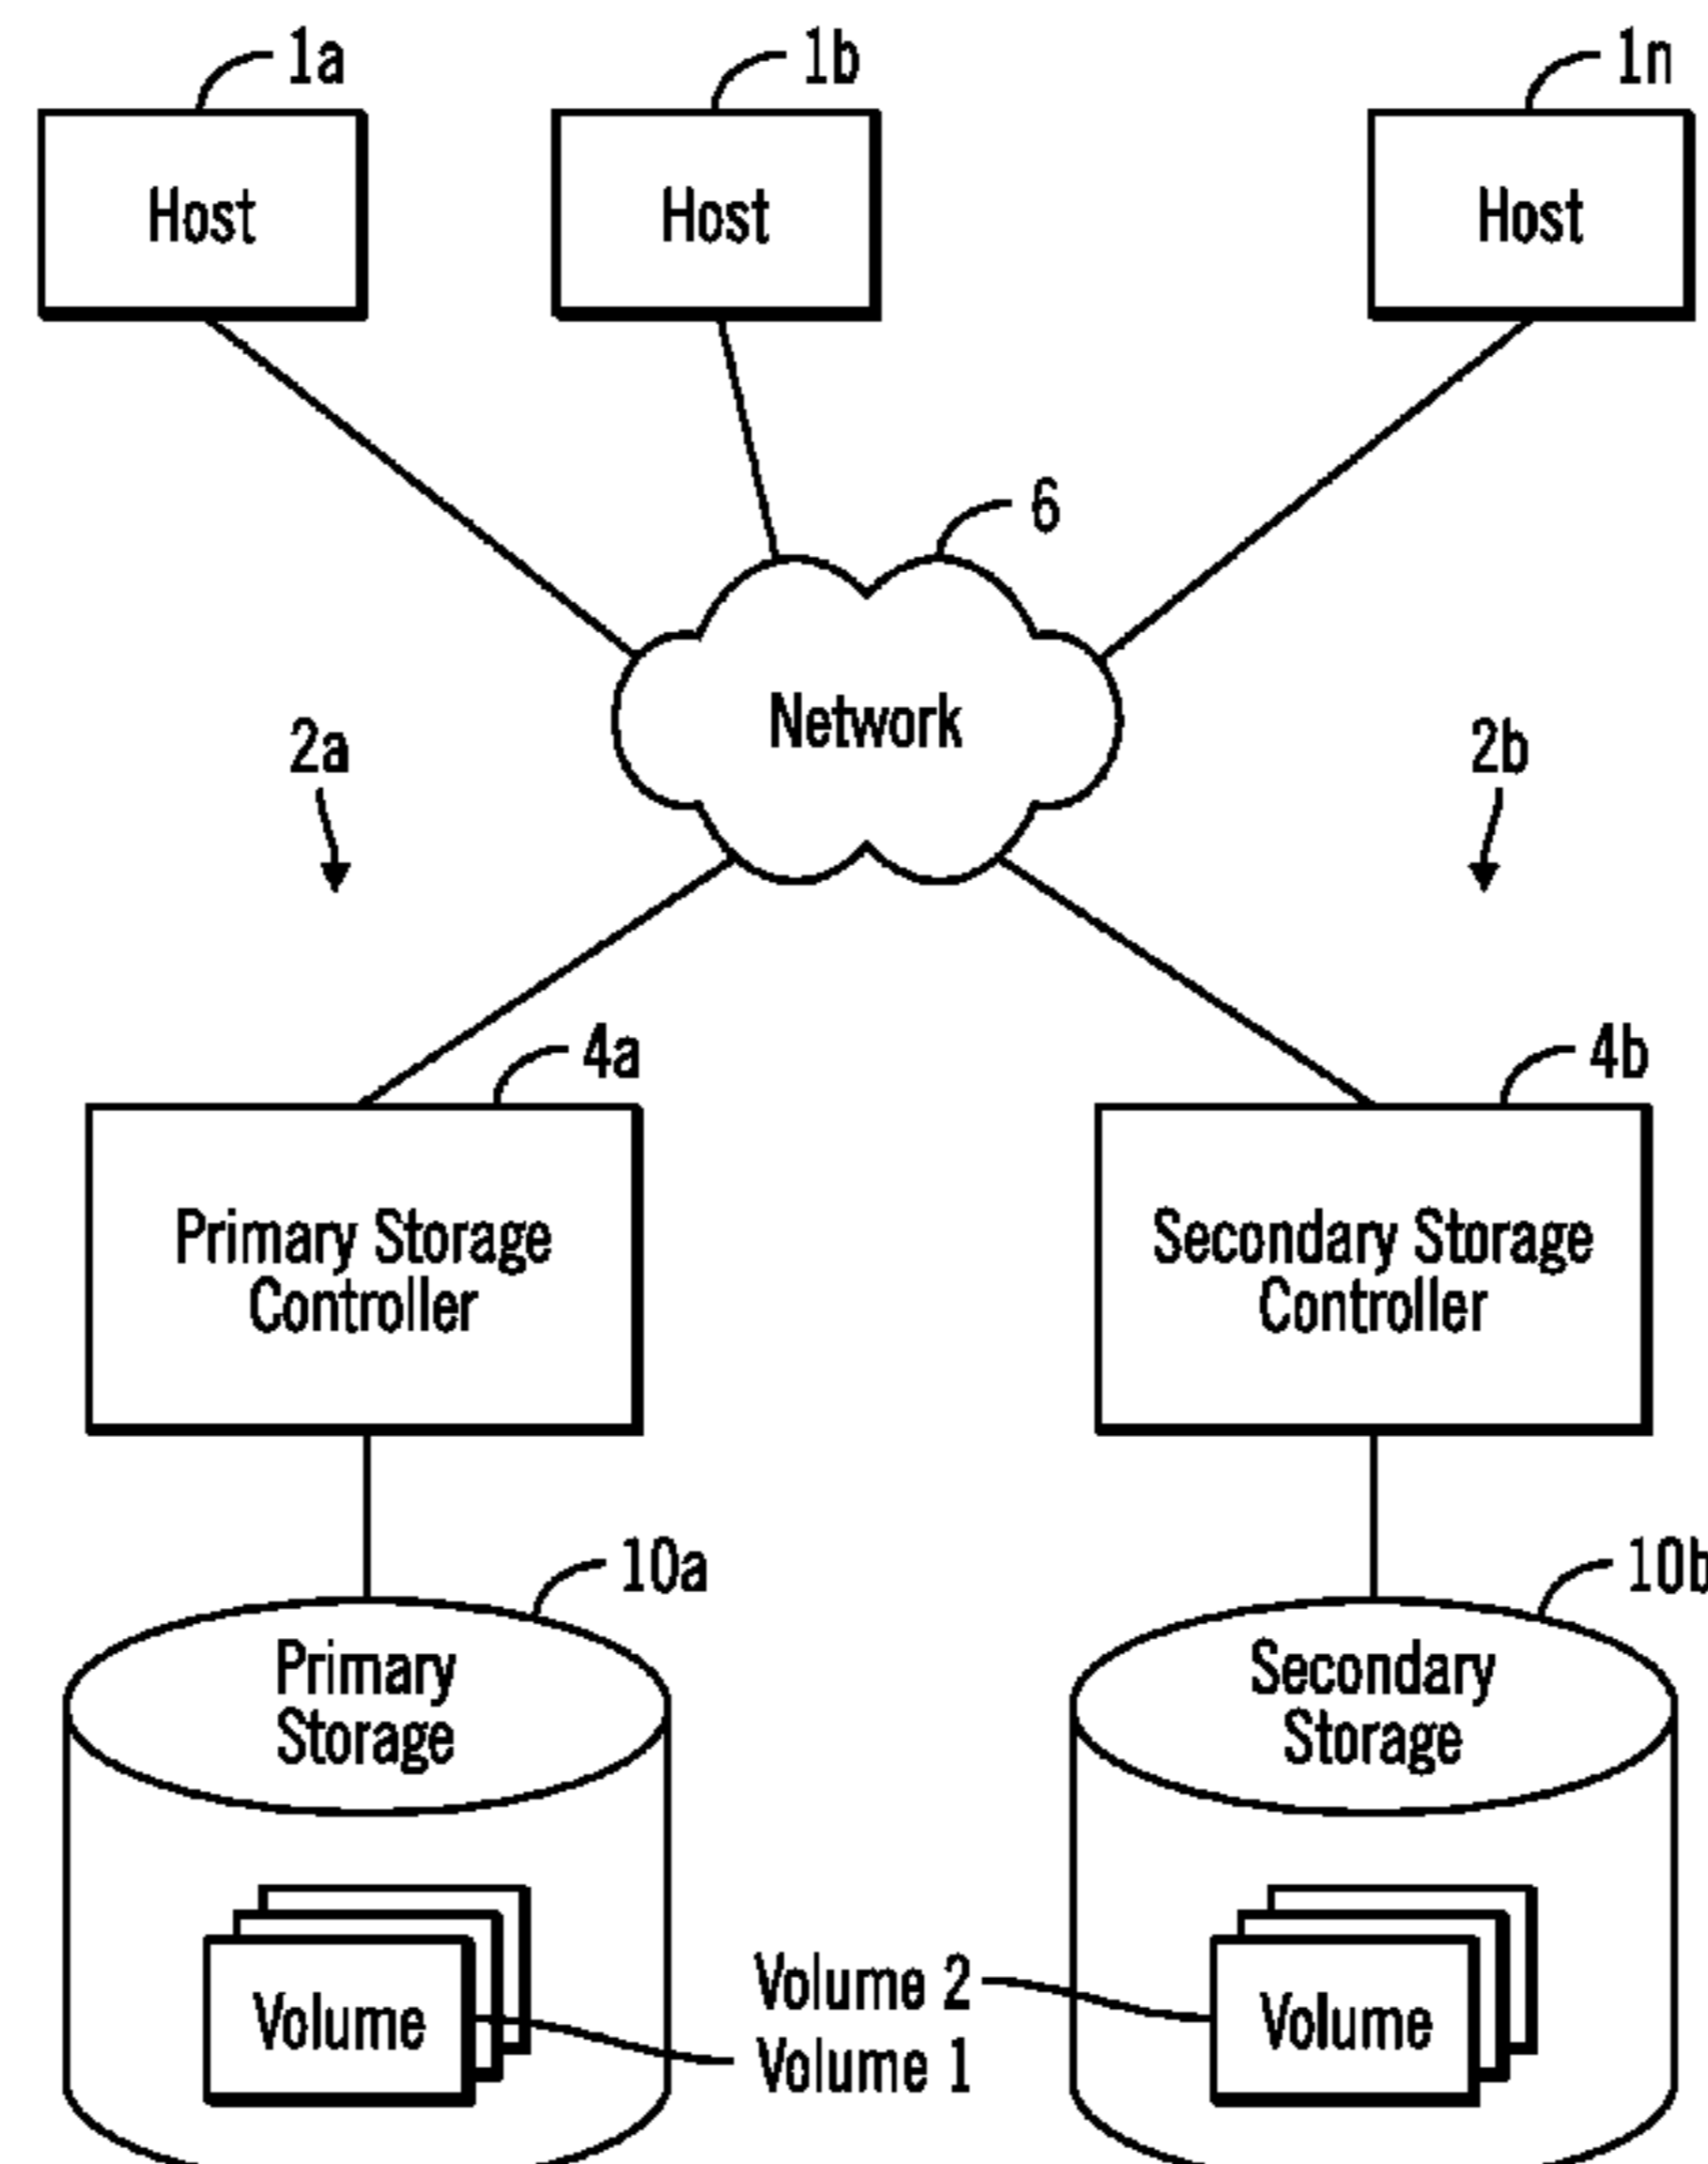 1a
1b
1n
Host
Host
Host
6
Network
2a
2b
4a
4b
Primary Storage
Controller
Secondary Storage
Controller
10a
10b
Primary
Storage
Secondary
Storage
Volume 2
Volume
Volume
Volume 1